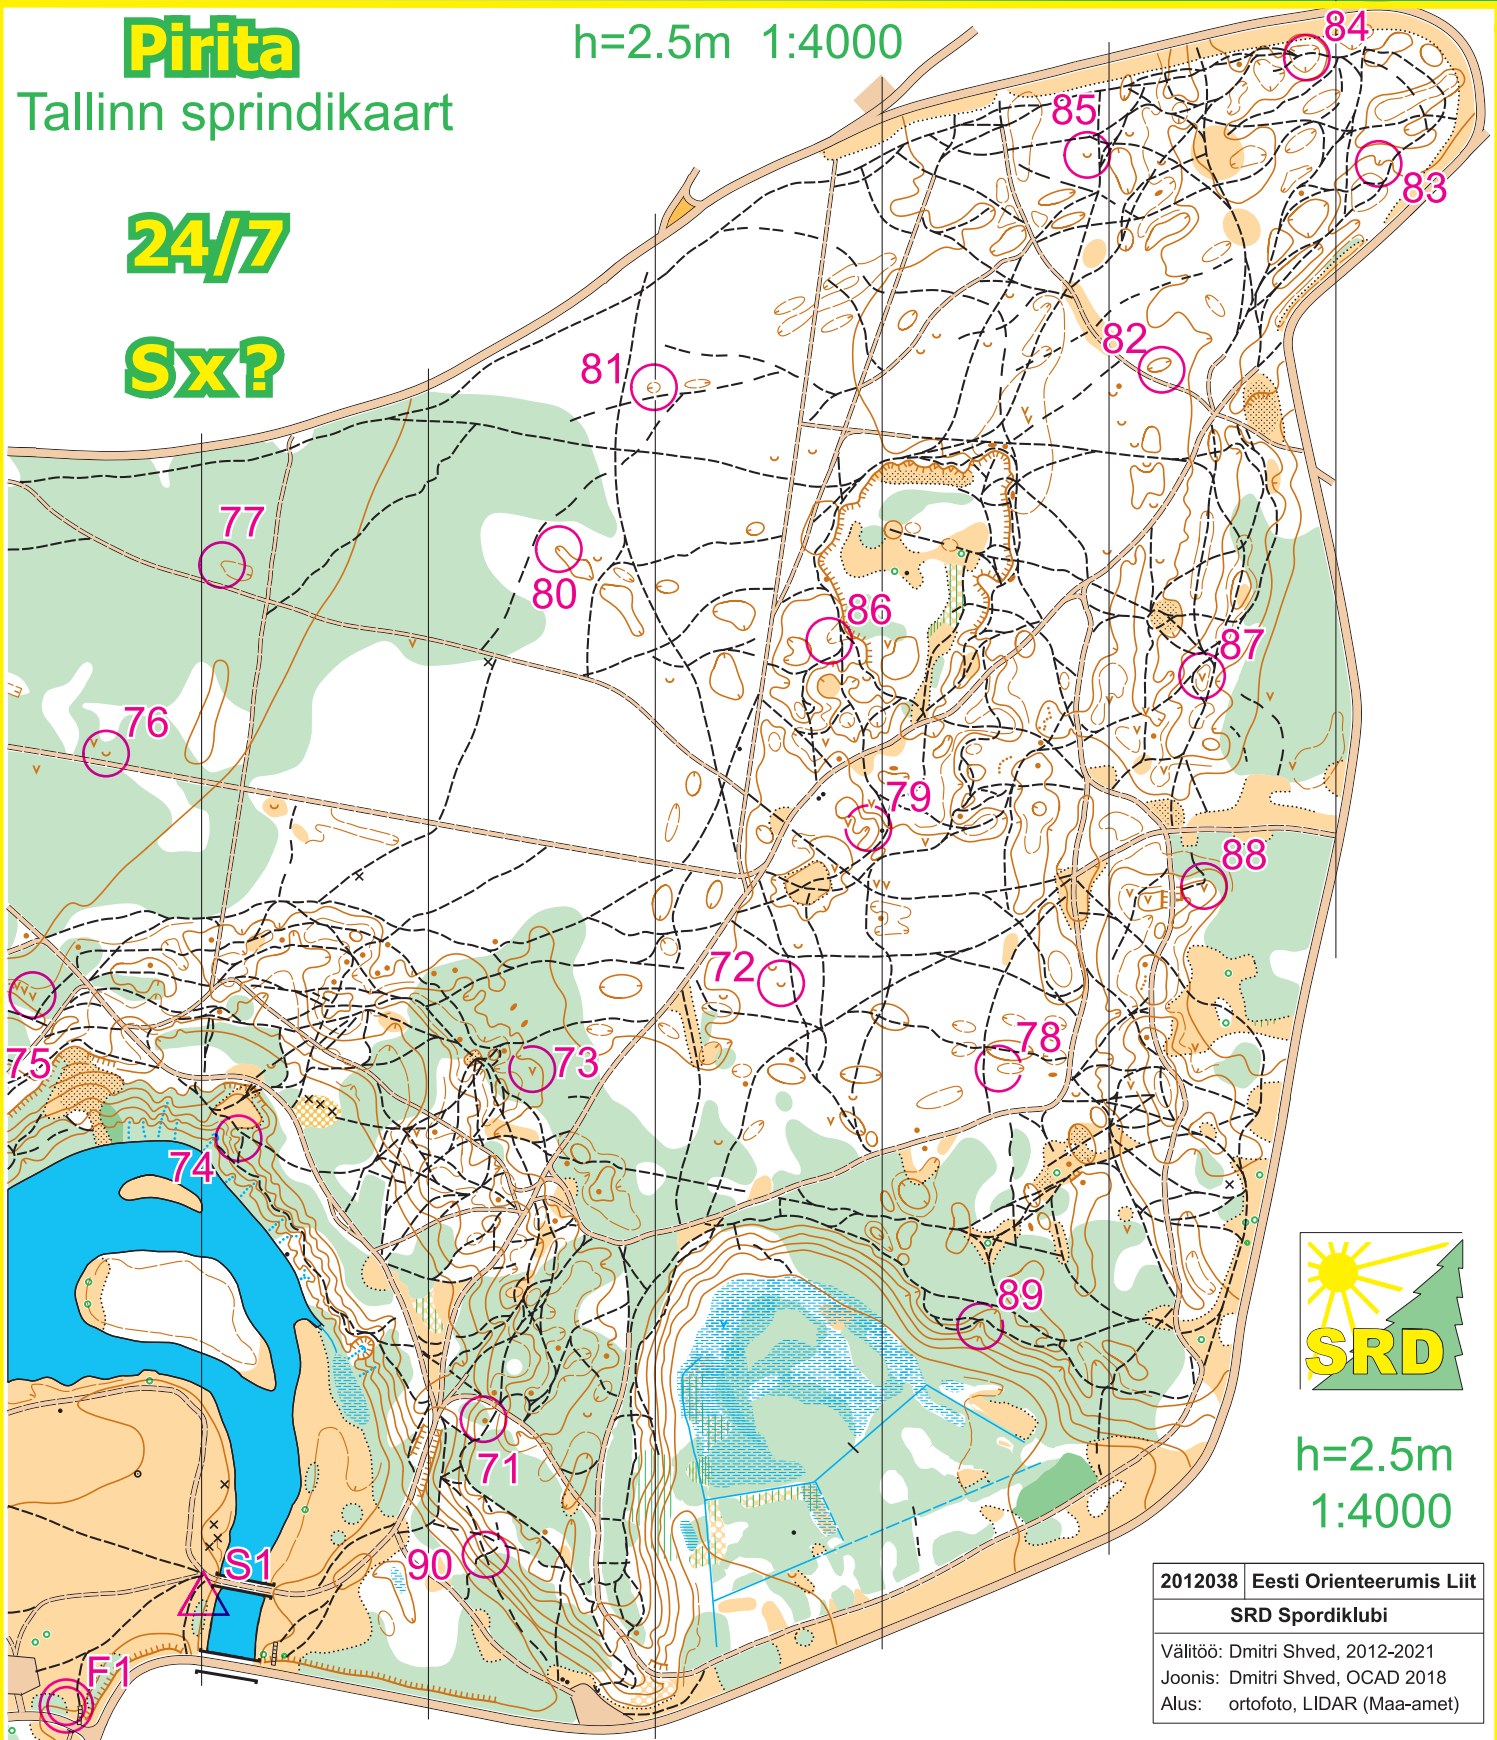 Pirita
h=2.5m 1:4000
Tallinn sprindikaart
24/7
Sx?
84
85
83
82
81
77
80
86
87
76
79
88
72
78
73
75
74
89
71
S1
90
F1
SRD
h=2.5m
1:4000
2012038 Eesti Orienteerumis Liit
SRD Spordiklubi
Välitöö: Dmitri Shved, 2012-2021
Joonis: Dmitri Shved, OCAD 2018
Alus: ortofoto, LIDAR (Maa-amet)